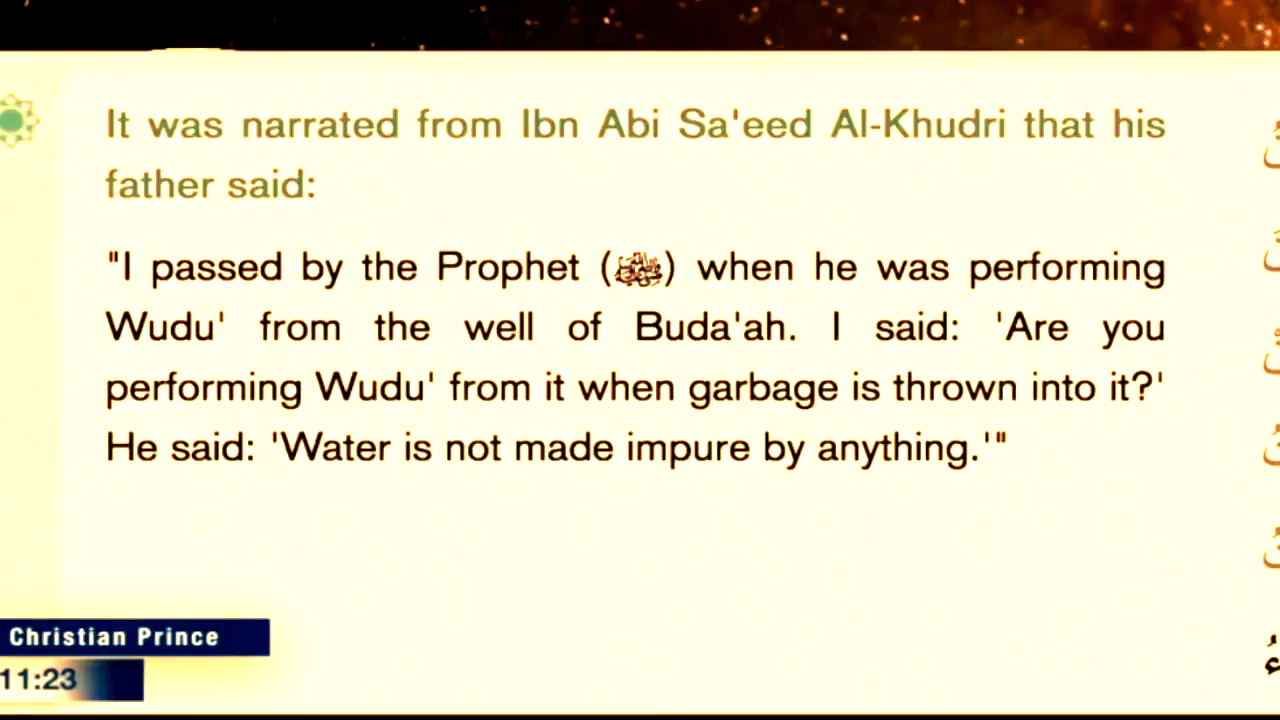 It was narrated from Ibn Abi Sa'eed Al-Khudri that his
father said:
"I passed by the Prophet (ﷺ) when he was performing
Wudu' from the well of Buda'ah. I said: 'Are you
performing Wudu' from it when garbage is thrown into it?'
He said: 'Water is not made impure by anything.'"
Christian Prince
11:23